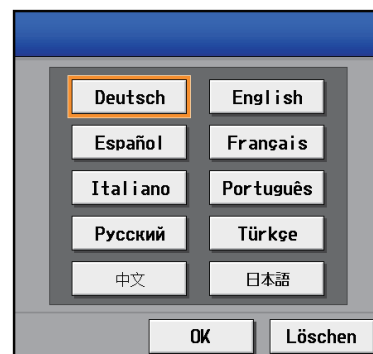 Deutsch English
Español Français
Italiano Português
Русский Türkçe
中文 日本語
OK Löschen